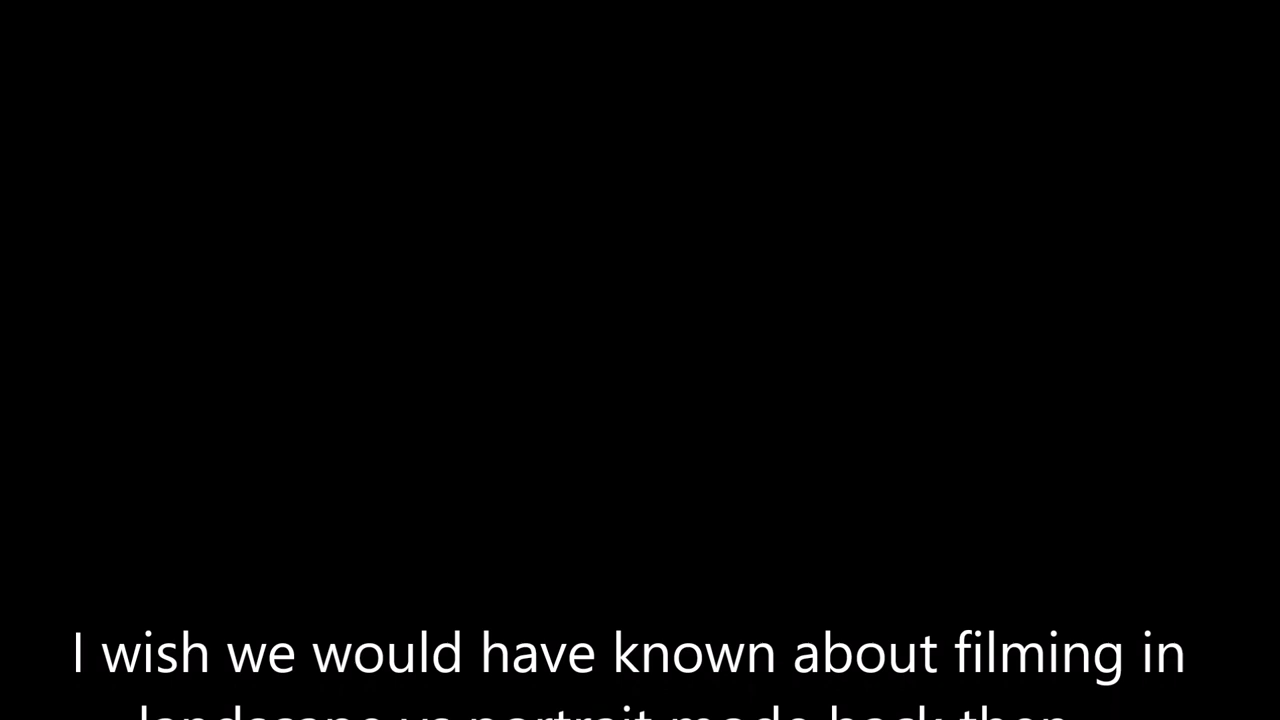 I wish we would have known about filming in
landscape vs portrait mode back then